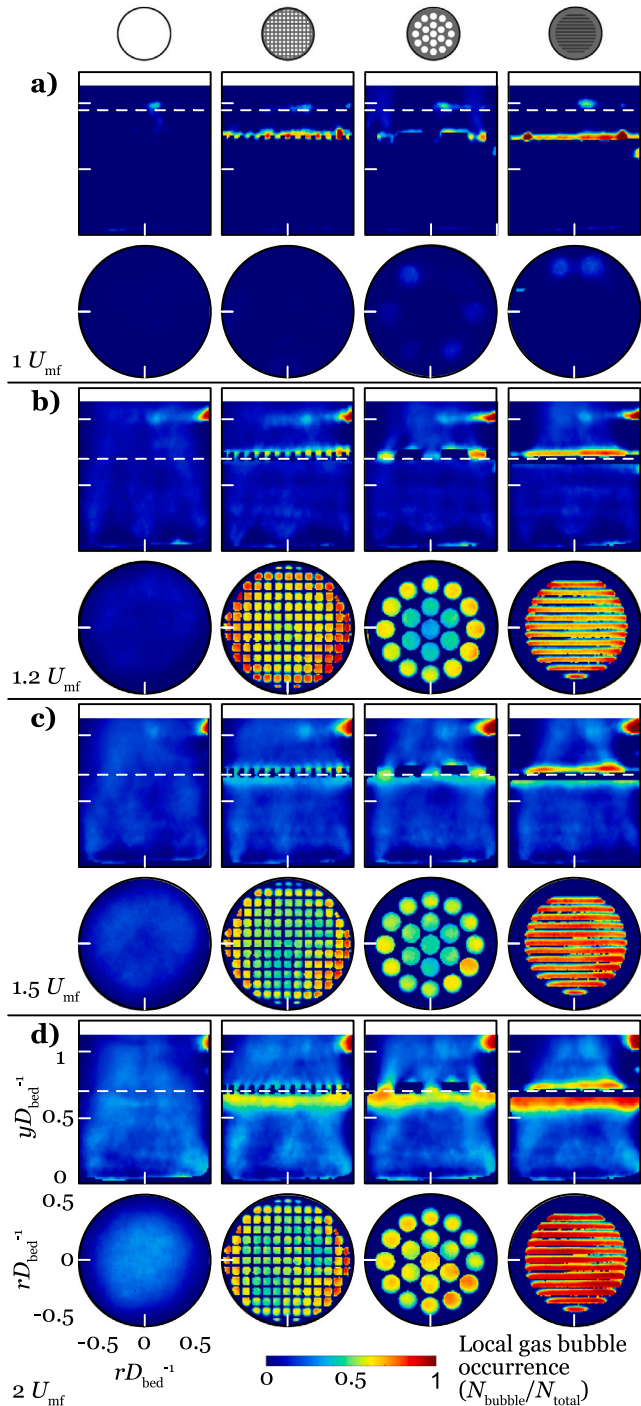 a)
1 U_mf
b)
1.2 U_mf
c)
1.5 U_mf
d)
1
0.5
0
yD_bed^-1
0.5
0
-0.5
rD_bed^-1
-0.5 0 0.5
rD_bed^-1
2 U_mf
0 0.5 1
Local gas bubble
occurrence
(N_bubble/N_total)